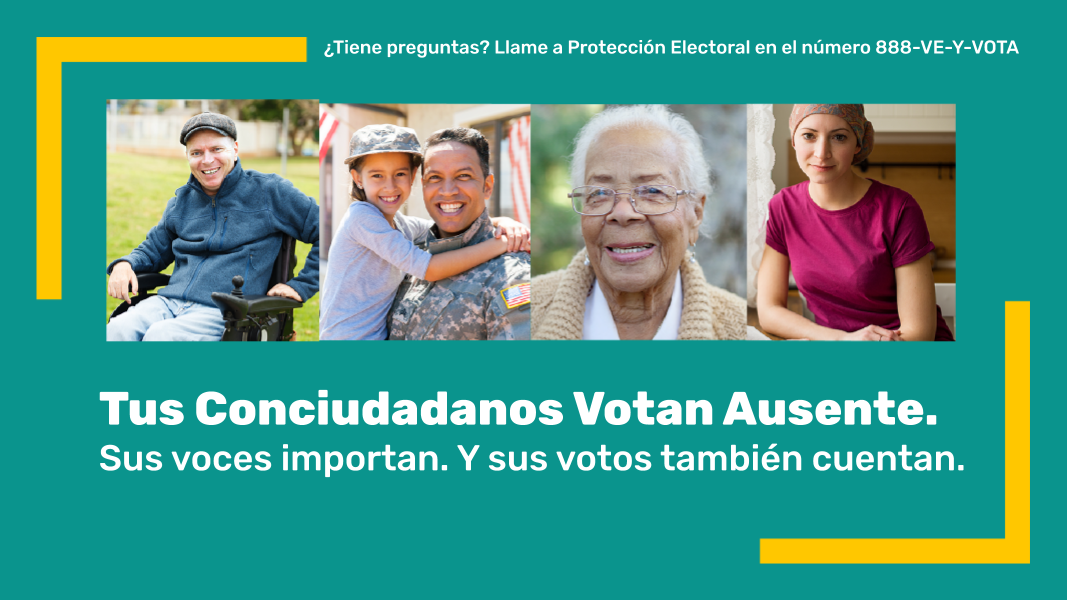 ¿Tiene preguntas? Llame a Protección Electoral en el número 888-VE-Y-VOTA
Tus Conciudadanos Votan Ausente.
Sus voces importan. Y sus votos también cuentan.